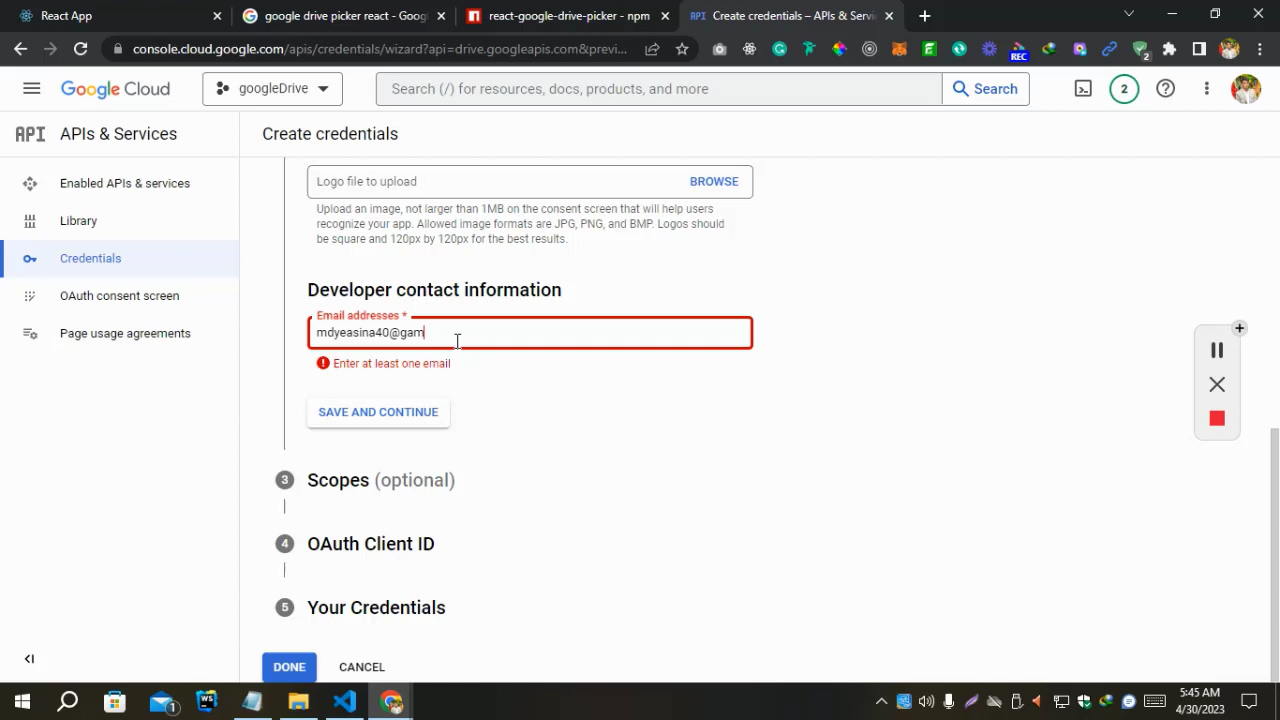 React App
google drive picker react - Goog
react-google-drive-picker - npm
API
Create credentials – APIs & Servi
console.cloud.google.com/apis/credentials/wizard?api=drive.googleapis.com&previ...
REC
2
Google Cloud
googleDrive
Search (/) for resources, docs, products, and more
Search
2
API APIs & Services
Create credentials
Enabled APIs & services
Library
Credentials
OAuth consent screen
Page usage agreements
Logo file to upload
BROWSE
Upload an image, not larger than 1MB on the consent screen that will help users
recognize your app. Allowed image formats are JPG, PNG, and BMP. Logos should
be square and 120px by 120px for the best results.
Developer contact information
Email addresses *
mdyeasina40@gam
Enter at least one email
SAVE AND CONTINUE
3 Scopes (optional)
4 OAuth Client ID
5 Your Credentials
DONE
CANCEL
1
WS
5:45 AM
4/30/2023